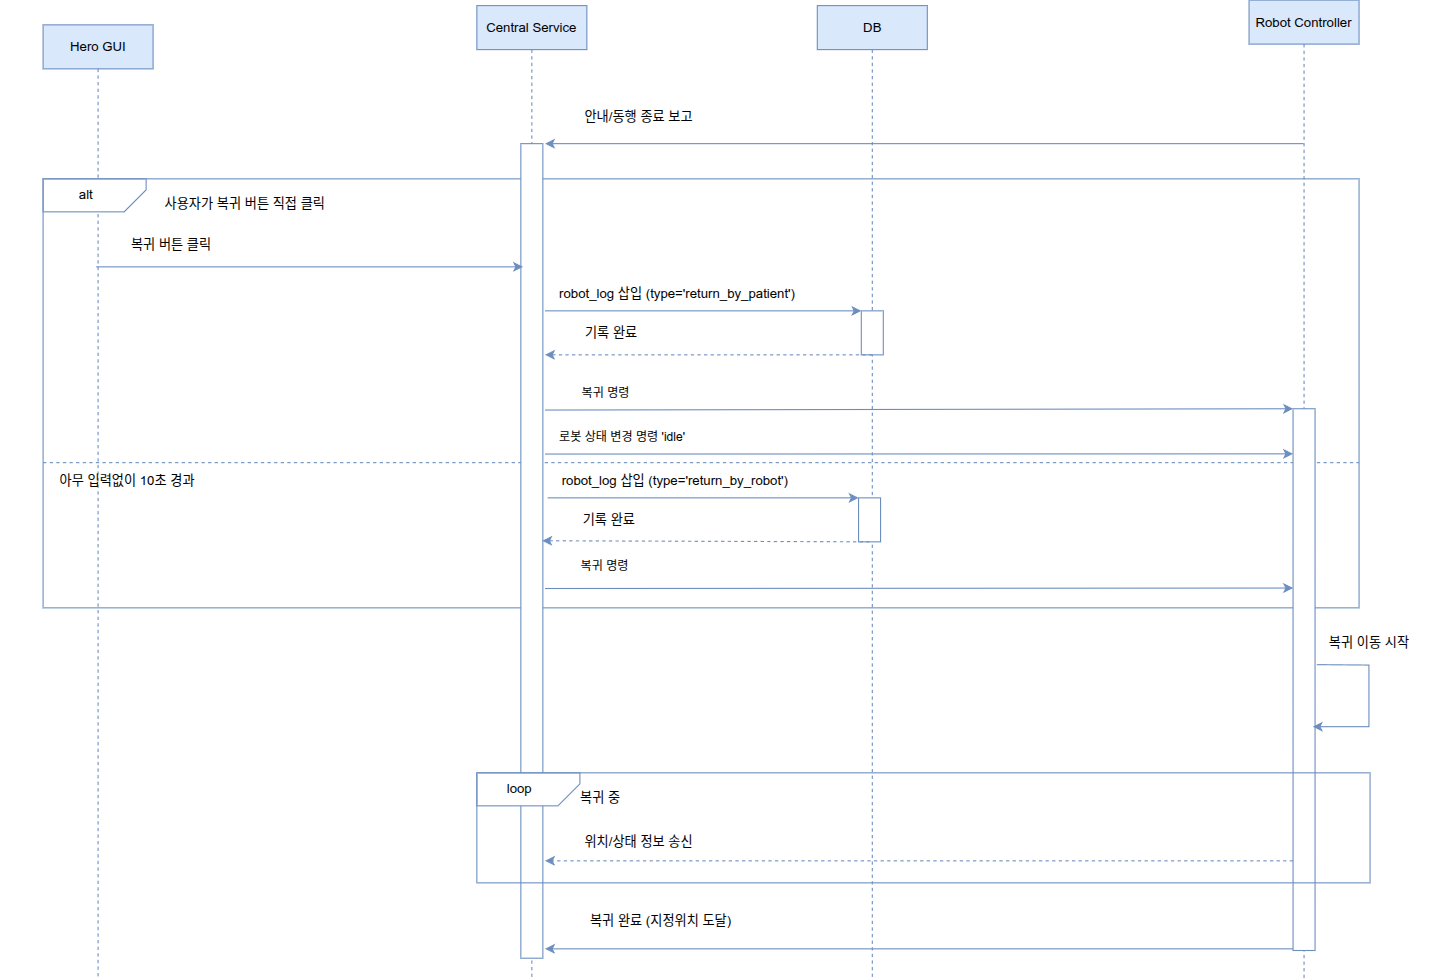 Hero GUI
Central Service
DB
Robot Controller
안내/동행 종료 보고
alt
사용자가 복귀 버튼 직접 클릭
복귀 버튼 클릭
robot_log 삽입 (type='return_by_patient')
기록 완료
복귀 명령
로봇 상태 변경 명령 'idle'
아무 입력없이 10초 경과
robot_log 삽입 (type='return_by_robot')
기록 완료
복귀 명령
복귀 이동 시작
loop
복귀 중
위치/상태 정보 송신
복귀 완료 (지정위치 도달)